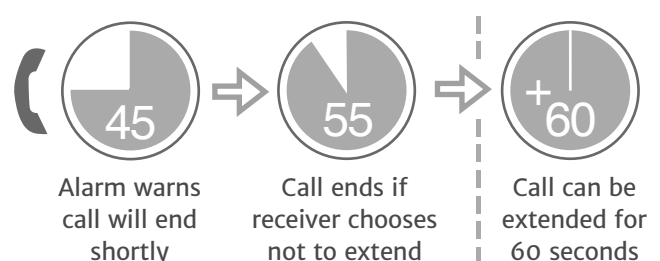 45
55
+60
Alarm warns
call will end
shortly
Call ends if
receiver chooses
not to extend
Call can be
extended for
60 seconds